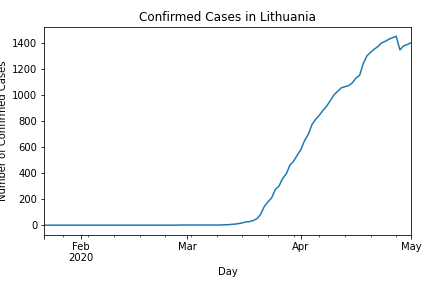 Confirmed Cases in Lithuania
Number of Confirmed Cases
1400
1200
1000
800
600
400
200
0
Feb
2020
Mar
Apr
May
Day